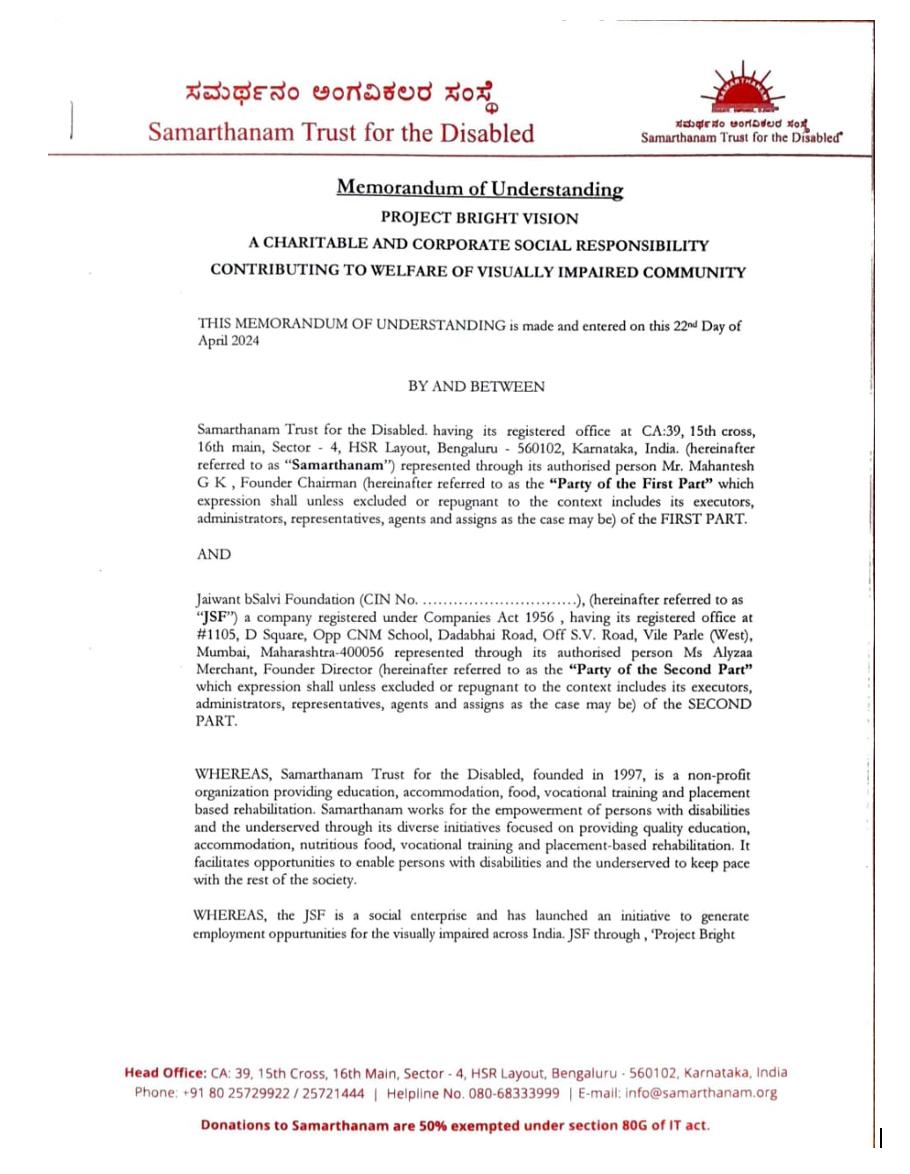 ಸಮರ್ಥನಂ ಅಂಗವಿಕಲರ ಸಂಸ್ಥೆ
Samarthanam Trust for the Disabled
SAMARTHANAM
ಸಮರ್ಥನಂ ಅಂಗವಿಕಲರ ಸಂಸ್ಥೆ
Samarthanam Trust for the Disabled
Memorandum of Understanding
PROJECT BRIGHT VISION
A CHARITABLE AND CORPORATE SOCIAL RESPONSIBILITY
CONTRIBUTING TO WELFARE OF VISUALLY IMPAIRED COMMUNITY
THIS MEMORANDUM OF UNDERSTANDING is made and entered on this 22nd Day of
April 2024
BY AND BETWEEN
Samarthanam Trust for the Disabled. having its registered office at CA:39, 15th cross,
16th main, Sector - 4, HSR Layout, Bengaluru - 560102, Karnataka, India. (hereinafter
referred to as “Samarthanam”) represented through its authorised person Mr. Mahantesh
G K , Founder Chairman (hereinafter referred to as the “Party of the First Part” which
expression shall unless excluded or repugnant to the context includes its executors,
administrators, representatives, agents and assigns as the case may be) of the FIRST PART.
AND
Jaiwant bSalvi Foundation (CIN No. ..............................), (hereinafter referred to as
“JSF”) a company registered under Companies Act 1956 , having its registered office at
#1105, D Square, Opp CNM School, Dadabhai Road, Off S.V. Road, Vile Parle (West),
Mumbai, Maharashtra-400056 represented through its authorised person Ms Alyzaa
Merchant, Founder Director (hereinafter referred to as the “Party of the Second Part”
which expression shall unless excluded or repugnant to the context includes its executors,
administrators, representatives, agents and assigns as the case may be) of the SECOND
PART.
WHEREAS, Samarthanam Trust for the Disabled, founded in 1997, is a non-profit
organization providing education, accommodation, food, vocational training and placement
based rehabilitation. Samarthanam works for the empowerment of persons with disabilities
and the underserved through its diverse initiatives focused on providing quality education,
accommodation, nutritious food, vocational training and placement-based rehabilitation. It
facilitates opportunities to enable persons with disabilities and the underserved to keep pace
with the rest of the society.
WHEREAS, the JSF is a social enterprise and has launched an initiative to generate
employment oppurtunities for the visually impaired across India. JSF through , ‘Project Bright
Head Office: CA: 39, 15th Cross, 16th Main, Sector - 4, HSR Layout, Bengaluru - 560102, Karnataka, India
Phone: +91 80 25729922 / 25721444 | Helpline No. 080-68333999 | E-mail: info@samarthanam.org
Donations to Samarthanam are 50% exempted under section 80G of IT act.